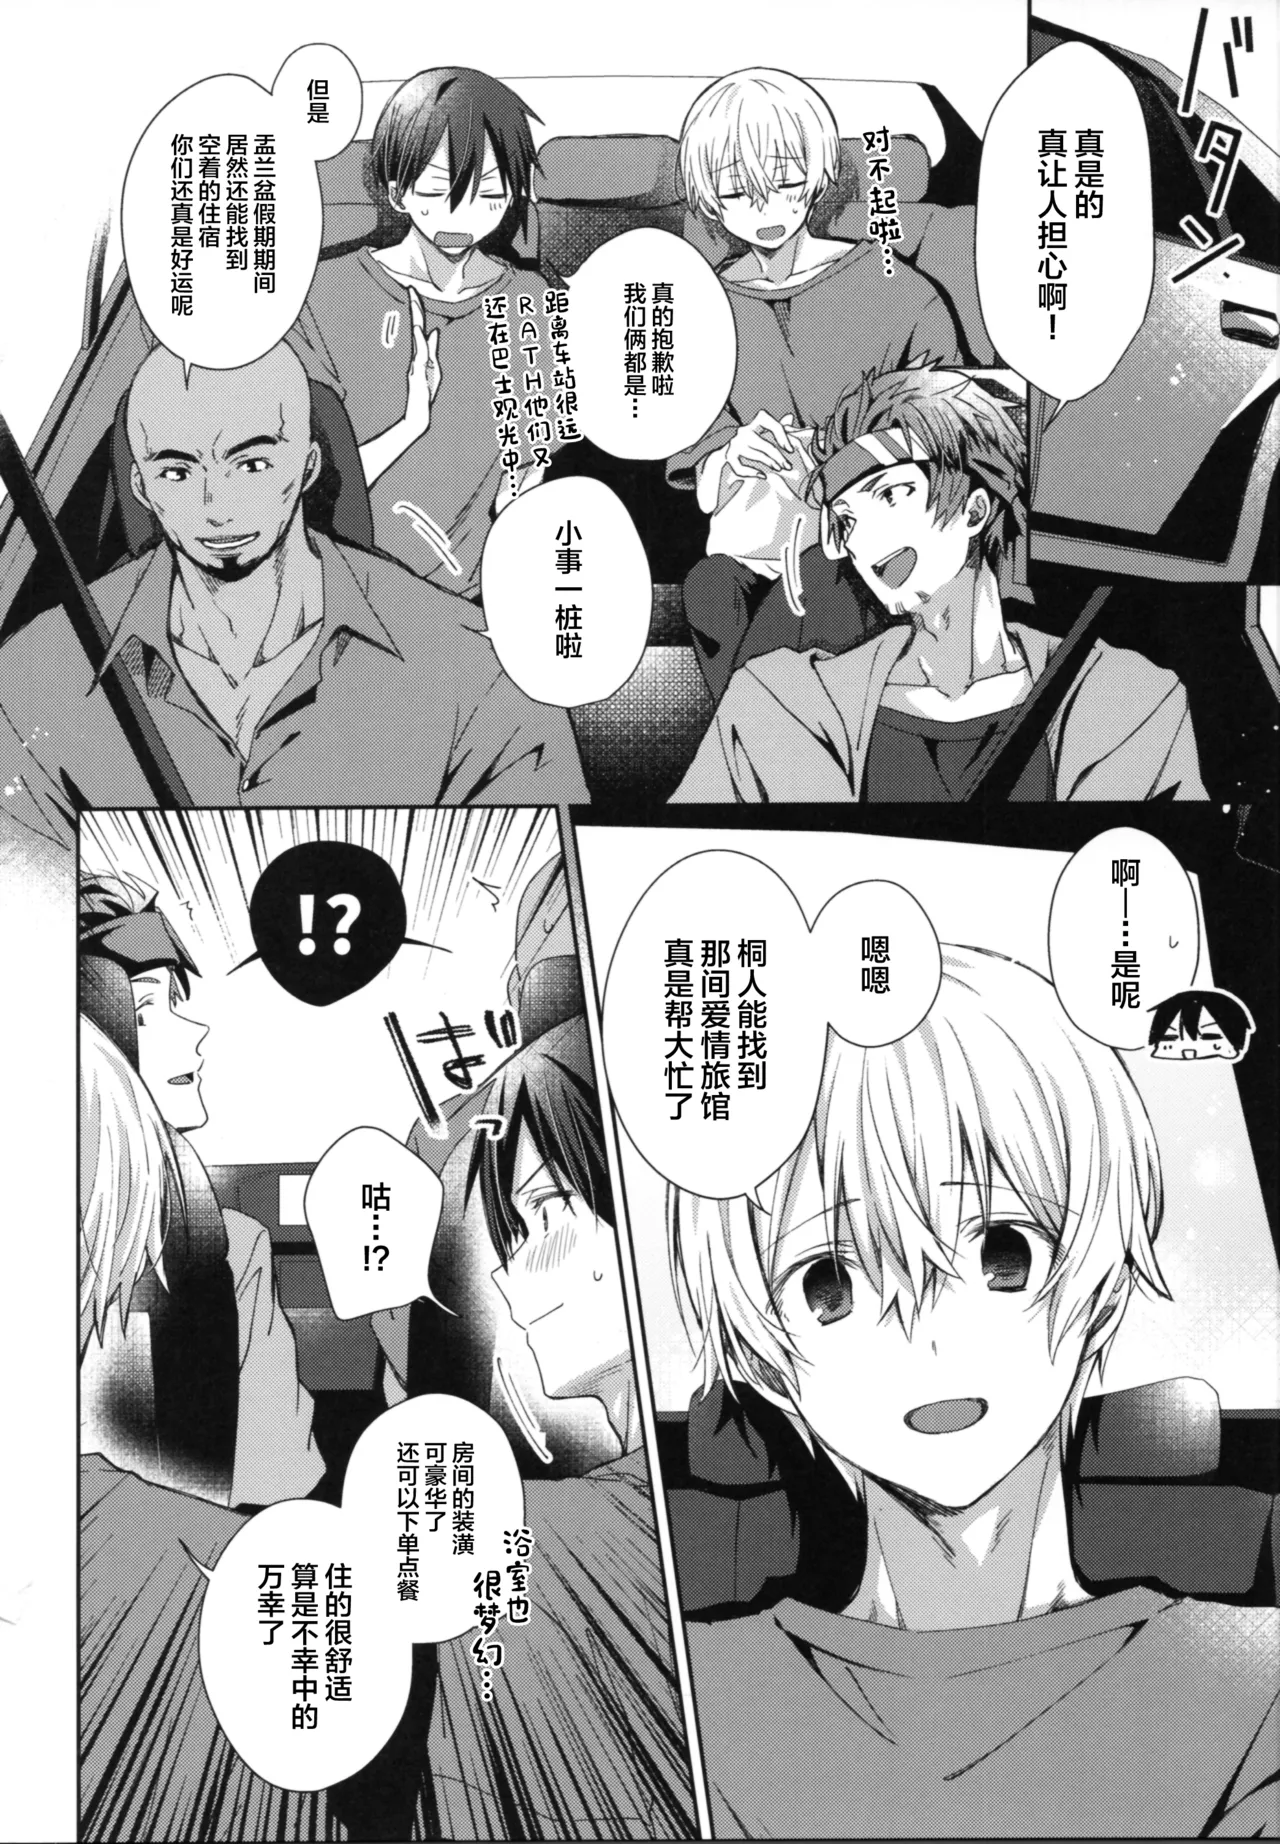 バタン
真是的
真让人担心啊！
对不起啦…
真的抱歉啦
我们俩都是…
距离车站很远
RATH他们又
还在巴士观光中…
但是
盂兰盆假期期间
居然还能找到
空着的住宿
你们还真是好运呢
小事一桩啦
啊—…是呢
嗯嗯
桐人能找到
那间爱情旅馆
真是帮大忙了
!?
ばっ
咕…!?
房间的装潢
可豪华了
还可以下单点餐
浴室也
很梦幻…
住的很舒适
算是不幸中的
万幸了